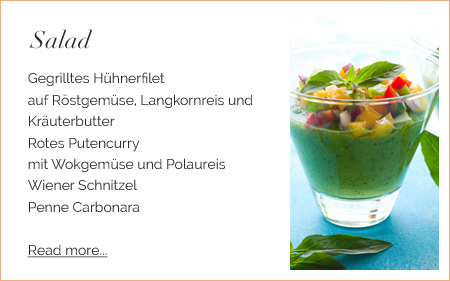 Salad
Gegrilltes Hühnerfilet
auf Röstgemüse, Langkornreis und
Kräuterbutter
Rotes Putencurry
mit Wokgemüse und Polaureis
Wiener Schnitzel
Penne Carbonara
Read more...